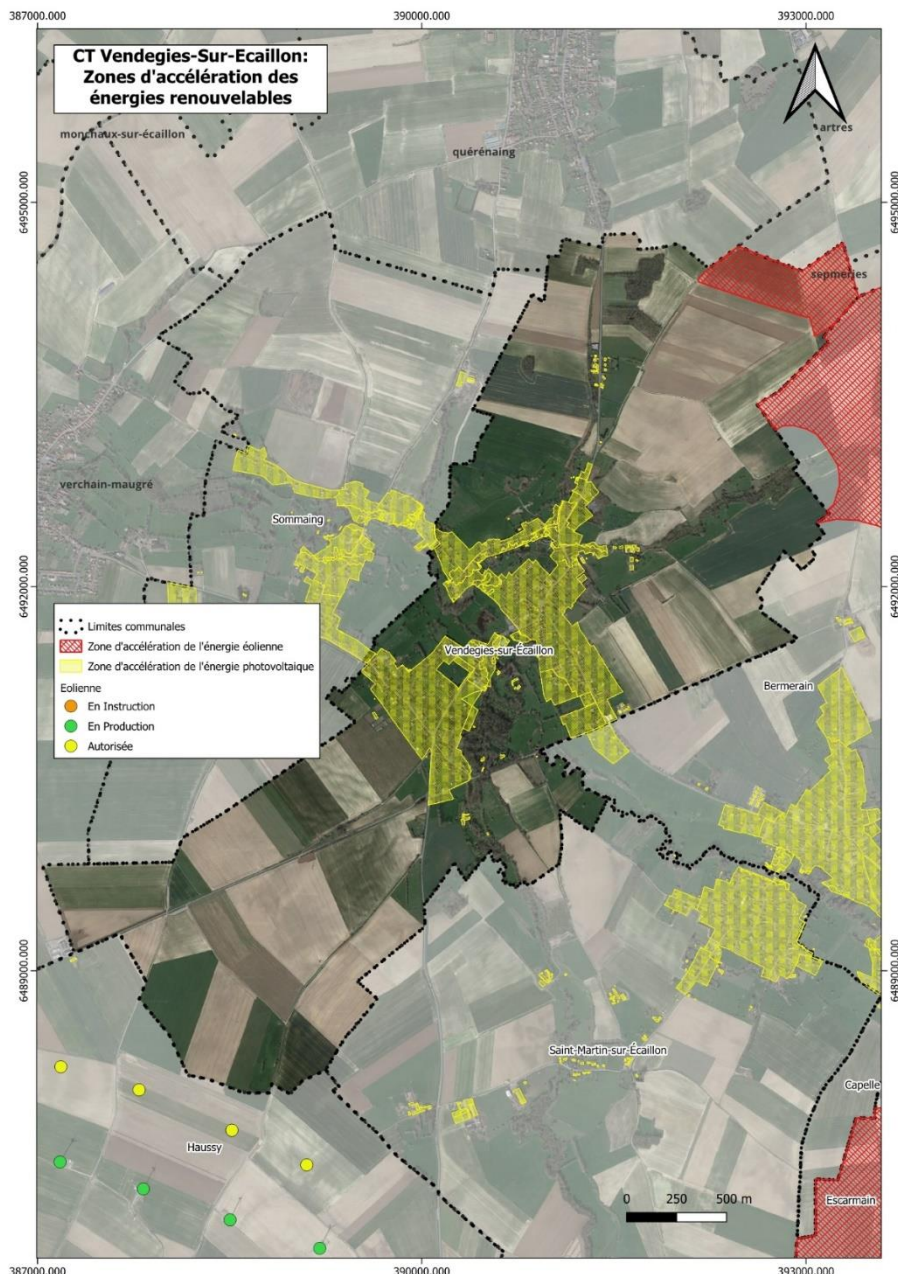 387000.000
390000.000
393000.000
CT Vendegies-Sur-Ecaillon:
Zones d'accélération des
énergies renouvelables
monchaux-sur-écaillon
quérénaing
artres
6495000.000
6495000.000
sepmeries
verchain-maugré
Sommaing
6492000.000
6492000.000
Limites communales
Zone d'accélération de l'énergie éolienne
Zone d'accélération de l'énergie photovoltaique
Eolienne
En Instruction
En Production
Autorisée
Vendegies-sur-Écaillon
Bermerain
6489000.000
6489000.000
Saint-Martin-sur-Écaillon
Capelle
Haussy
Escarmain
0 250 500 m
387000.000
390000.000
393000.000